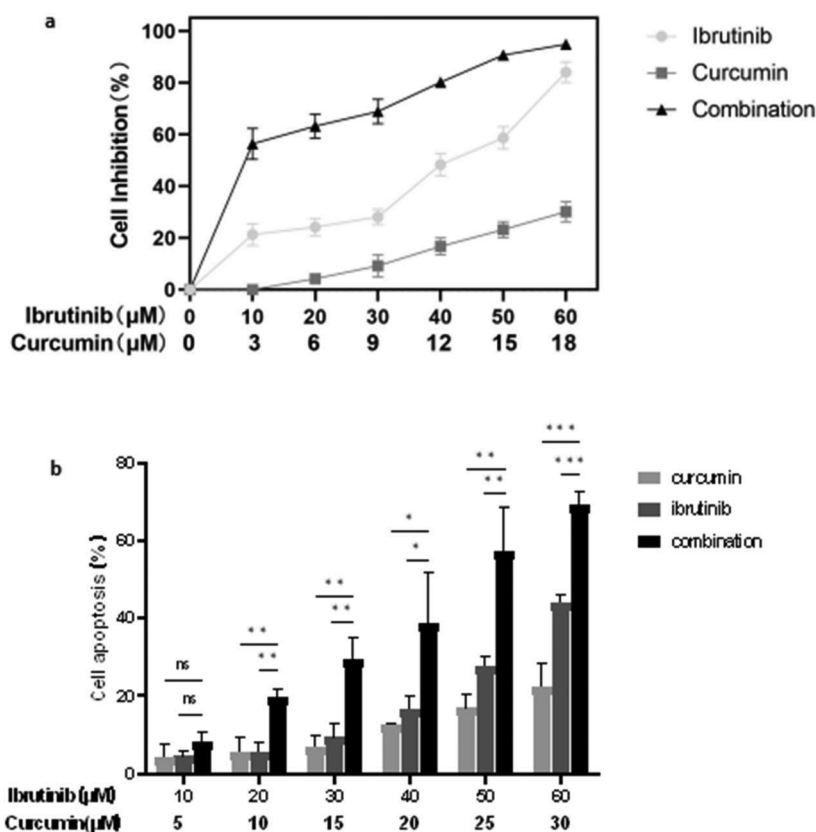 a
100
80
60
40
20
0
Cell Inhibition (%)
Ibrutinib
Curcumin
Combination
Ibrutinib (μM) 0 10 20 30 40 50 60
Curcumin (μM) 0 3 6 9 12 15 18
b
80
60
40
20
0
Cell apoptosis (%)
ns
ns
**
**
**
**
*
*
**
**
***
***
curcumin
ibrutinib
combination
Ibrutinib (μM) 10 20 30 40 50 60
Curcumin(μM) 5 10 15 20 25 30